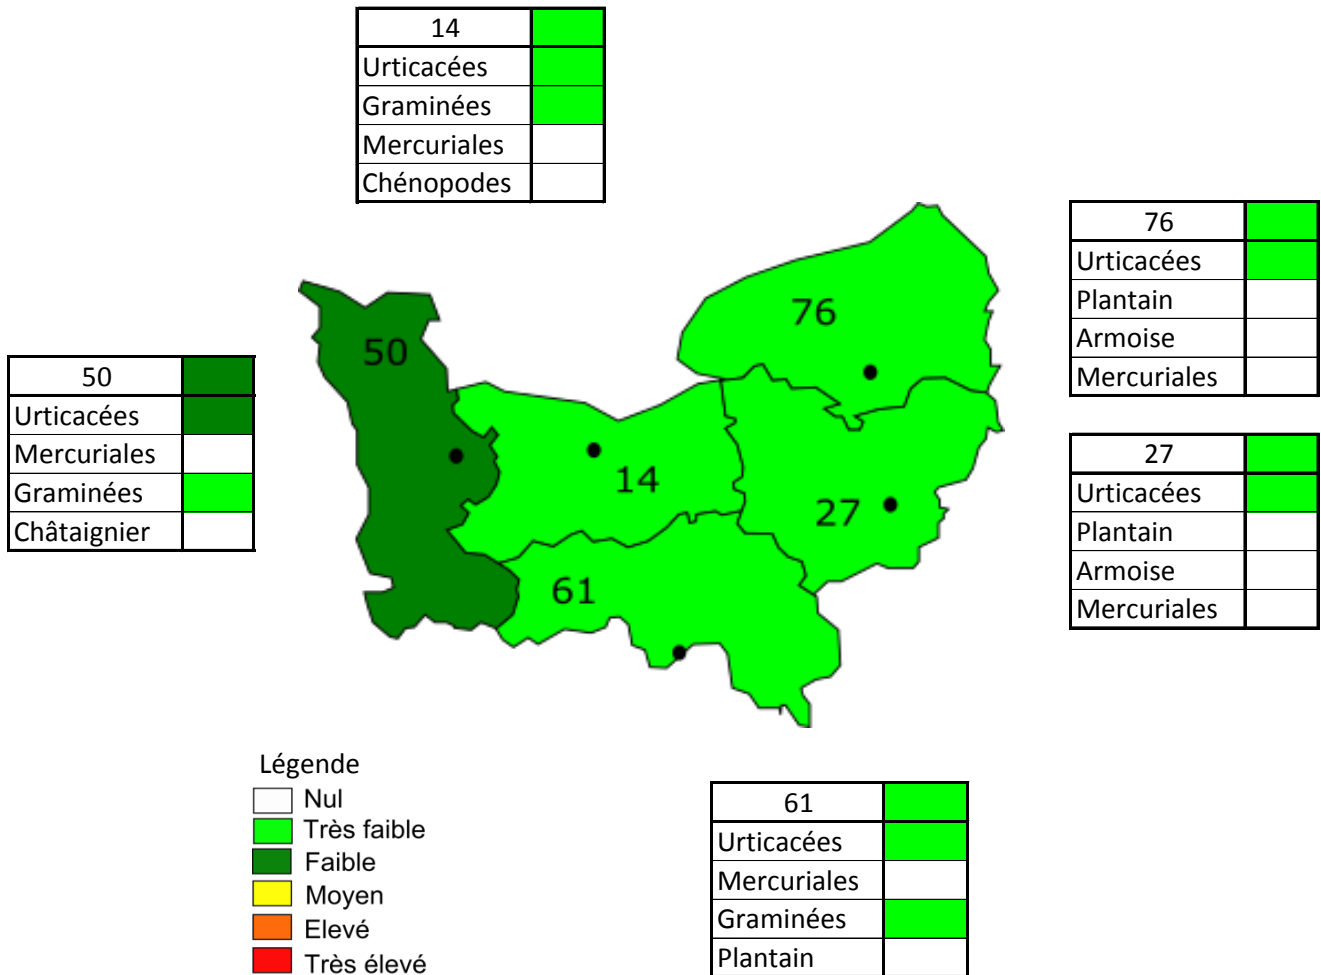 14
Urticacées
Graminées
Mercuriales
Chénopodes
76
Urticacées
Plantain
Armoise
Mercuriales
50
Urticacées
Mercuriales
Graminées
Châtaignier
27
Urticacées
Plantain
Armoise
Mercuriales
76
50
14
27
61
Légende
Nul
Très faible
Faible
Moyen
Elevé
Très élevé
61
Urticacées
Mercuriales
Graminées
Plantain